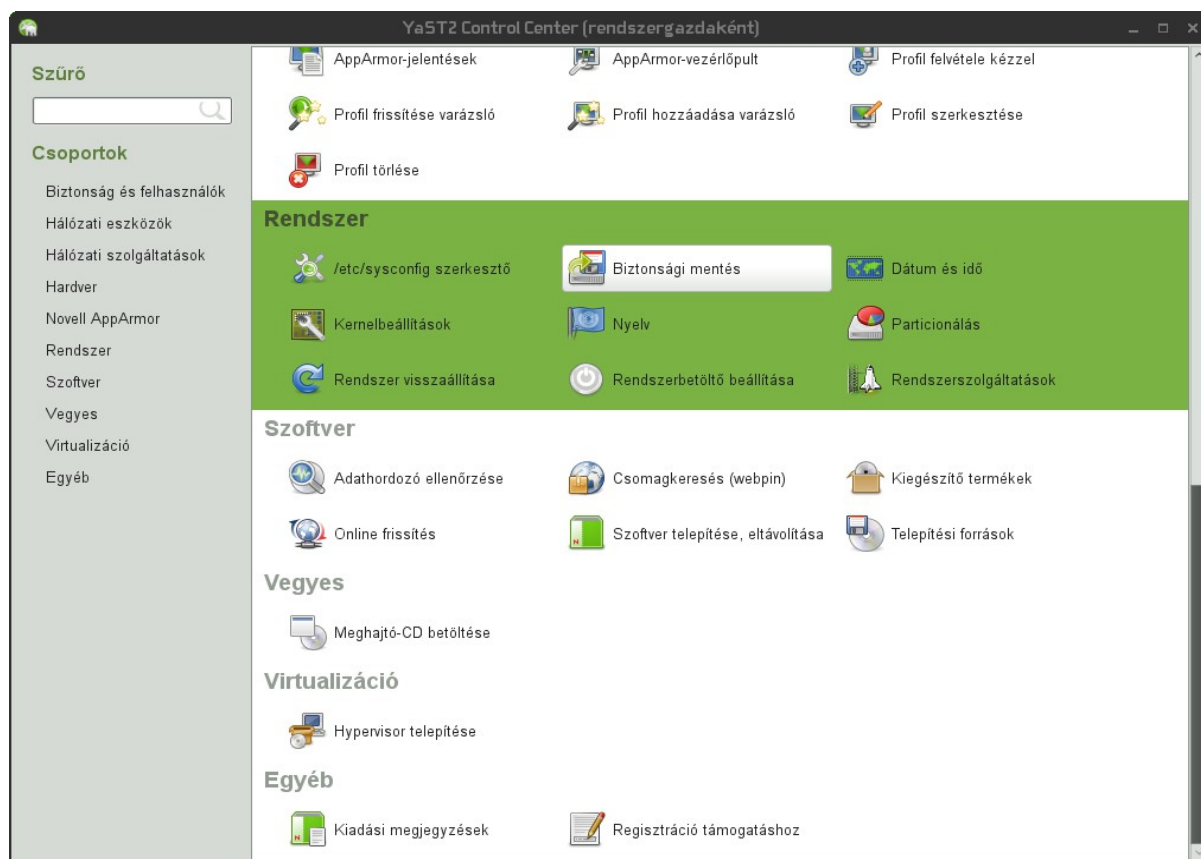 YaST2 Control Center (rendszergazdaként)
Szűrő
Csoportok
Biztonság és felhasználók
Hálózati eszközök
Hálózati szolgáltatások
Hardver
Novell AppArmor
Rendszer
Szoftver
Vegyes
Virtualizáció
Egyéb
AppArmor-jelentések
AppArmor-vezérlőpult
Profil felvétele kézzel
Profil frissítése varázsló
Profil hozzáadása varázsló
Profil szerkesztése
Profil törlése
Rendszer
/etc/sysconfig szerkesztő
Biztonsági mentés
Dátum és idő
Kernelbeállítások
Nyelv
Particionálás
Rendszer visszaállítása
Rendszerbetöltő beállítása
Rendszerszolgáltatások
Szoftver
Adathordozó ellenőrzése
Csomagkeresés (webpin)
Kiegészítő termékek
Online frissítés
Szoftver telepítése, eltávolítása
Telepítési források
Vegyes
Meghajtó-CD betöltése
Virtualizáció
Hypervisor telepítése
Egyéb
Kiadási megjegyzések
Regisztráció támogatáshoz